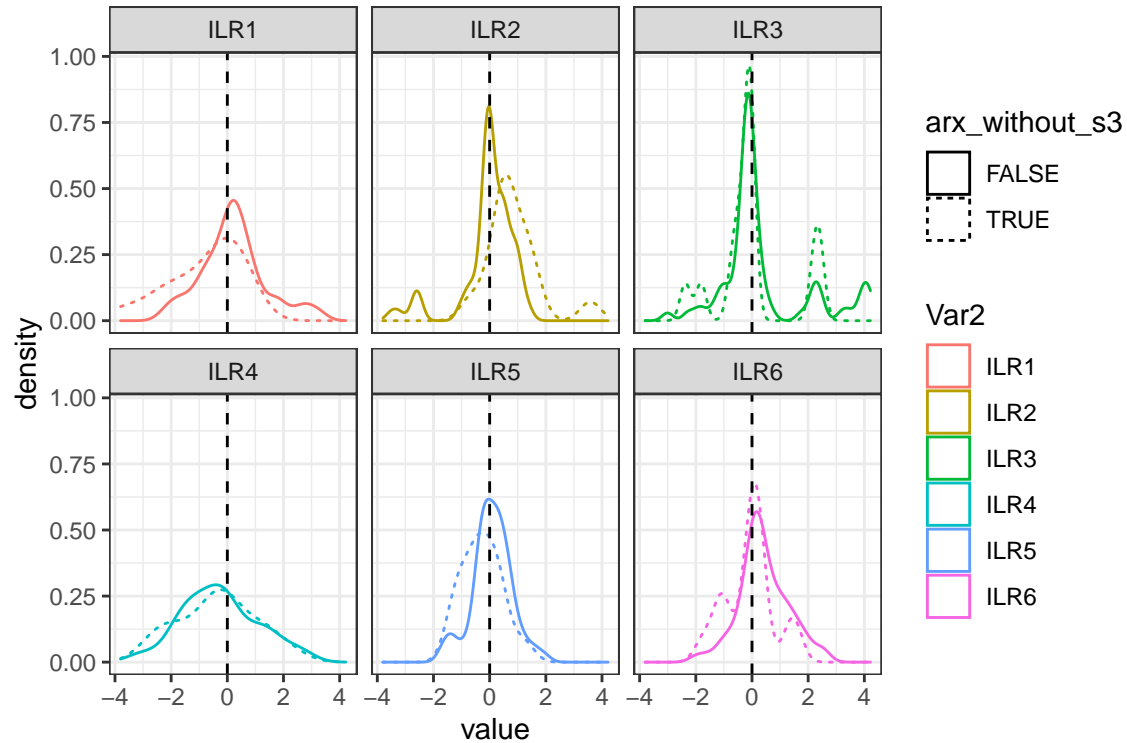 ILR1 ILR2 ILR3
1.00
0.75
0.50
0.25
0.00
ILR4 ILR5 ILR6
1.00
0.75
0.50
0.25
0.00
−4 −2 0 2 4 −4 −2 0 2 4 −4 −2 0 2 4
value
density
arx_without_s3
FALSE
TRUE
Var2
ILR1
ILR2
ILR3
ILR4
ILR5
ILR6